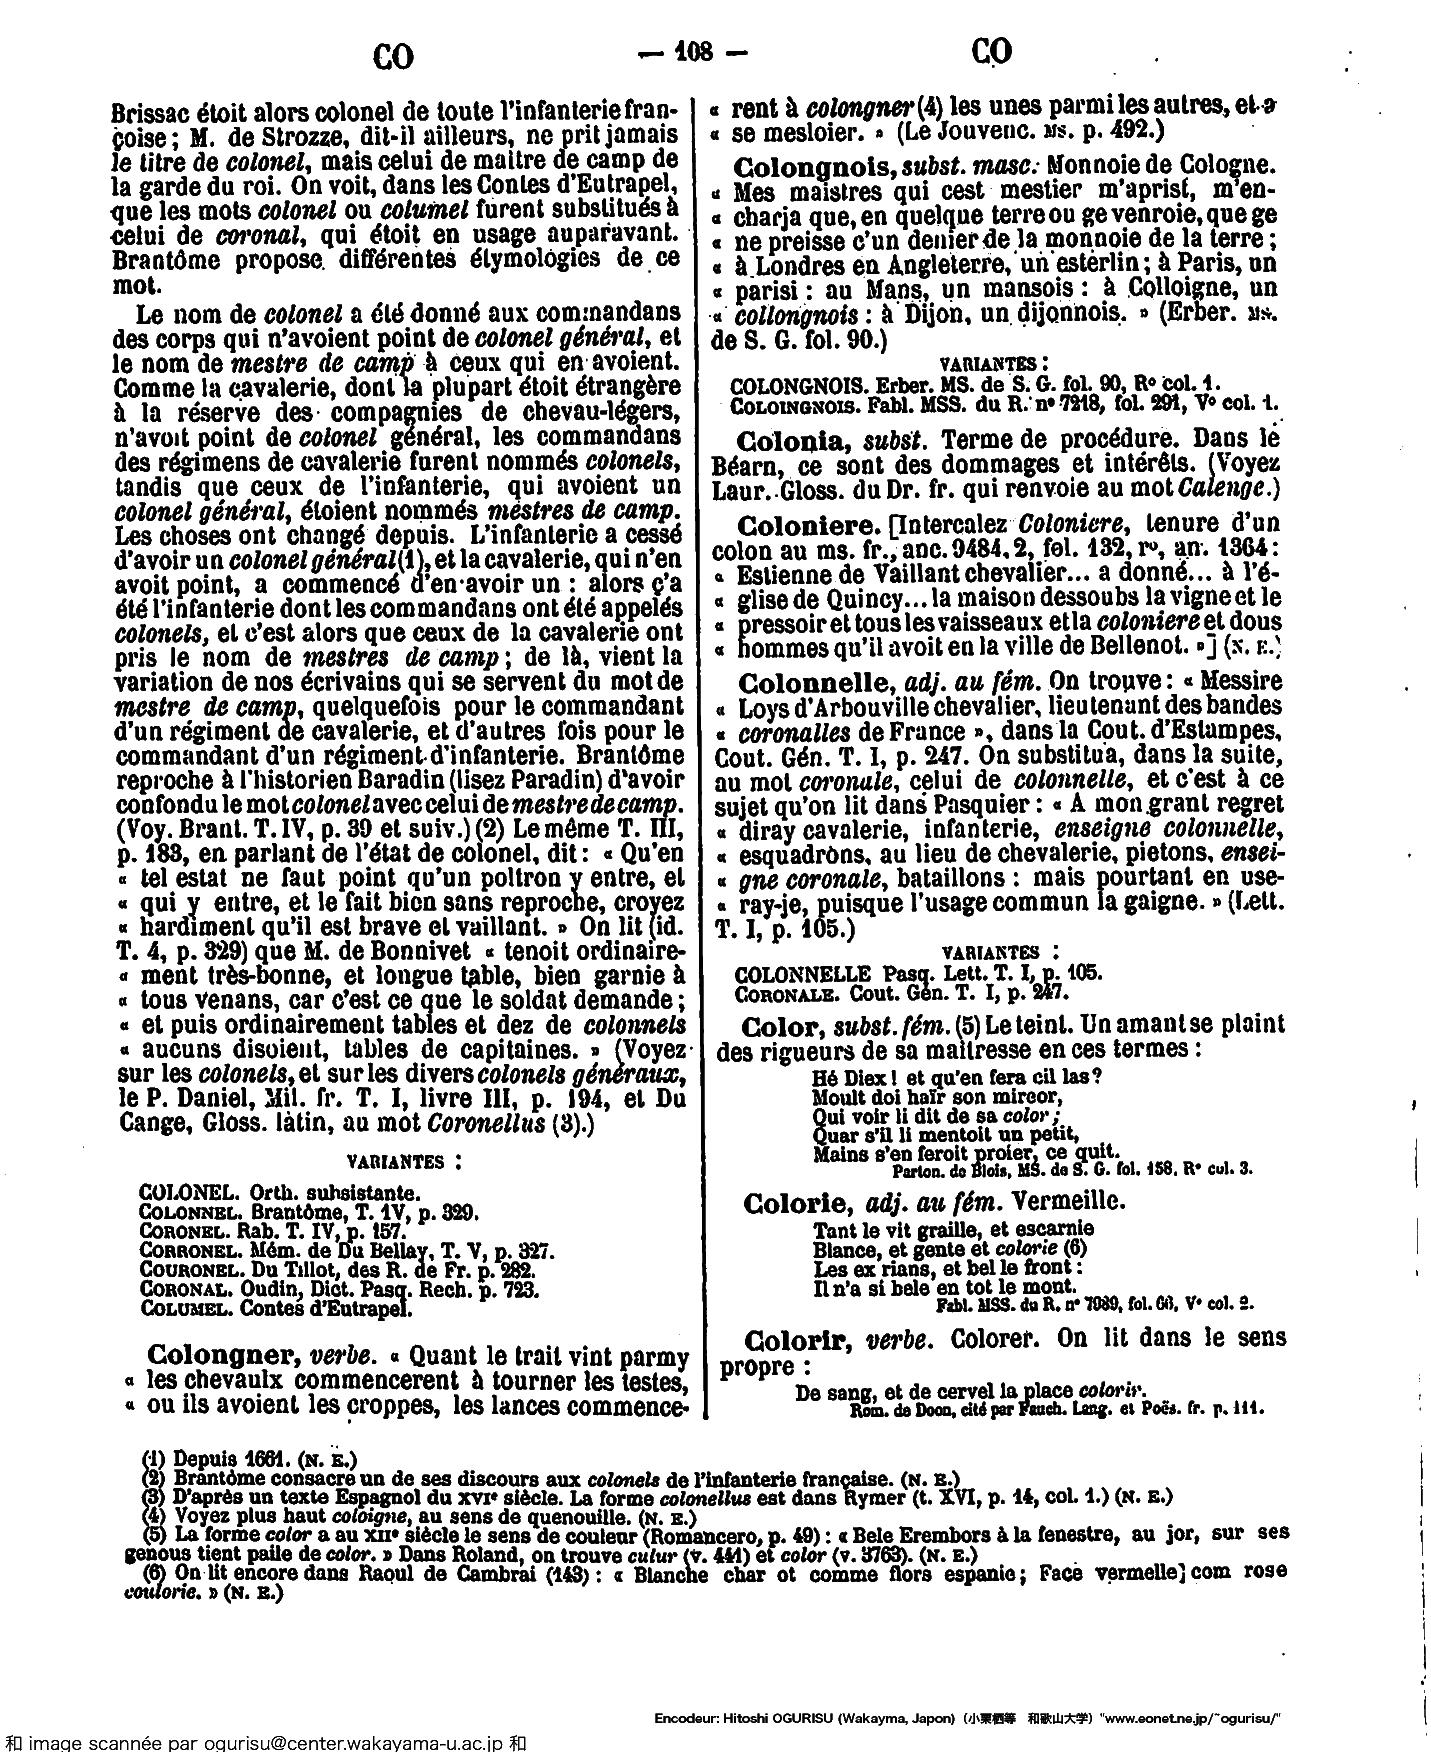 CO — 108 — CO
Brissac étoit alors colonel de toute l'infanterie fran-
çoise ; M. de Strozze, dit-il ailleurs, ne prit jamais
le titre de colonel, mais celui de maître de camp de
la garde du roi. On voit, dans les Contes d'Eutrapel,
que les mots colonel ou columel furent substitués à
celui de coronal, qui étoit en usage auparavant.
Brantôme propose différentes étymologies de ce
mot.
Le nom de colonel a été donné aux commandans
des corps qui n'avoient point de colonel général, et
le nom de mestre de camp à ceux qui en avoient.
Comme la cavalerie, dont la plupart étoit étrangère
à la réserve des compagnies de chevau-légers,
n'avoit point de colonel général, les commandans
des régimens de cavalerie furent nommés colonels,
tandis que ceux de l'infanterie, qui avoient un
colonel général, étoient nommés mestres de camp.
Les choses ont changé depuis. L'infanterie a cessé
d'avoir un colonel général (1), et la cavalerie, qui n'en
avoit point, a commencé d'en avoir un : alors ç'a
été l'infanterie dont les commandans ont été appelés
colonels, et c'est alors que ceux de la cavalerie ont
pris le nom de mestres de camp ; de là, vient la
variation de nos écrivains qui se servent du mot de
mestre de camp, quelquefois pour le commandant
d'un régiment de cavalerie, et d'autres fois pour le
commandant d'un régiment d'infanterie. Brantôme
reproche à l'historien Baradin (lisez Paradin) d'avoir
confondu le mot colonel avec celui de mestre de camp.
(Voy. Brant. T. IV, p. 39 et suiv.) (2) Le même T. III,
p. 183, en parlant de l'état de colonel, dit : « Qu'en
« tel estat ne faut point qu'un poltron y entre, et
« qui y entre, et le fait bien sans reproche, croyez
« hardiment qu'il est brave et vaillant. » On lit (id.
T. 4, p. 329) que M. de Bonnivet « tenoit ordinaire-
« ment très-bonne, et longue table, bien garnie à
« tous venans, car c'est ce que le soldat demande ;
« et puis ordinairement tables et dez de colonnels
« aucuns disoient, tables de capitaines. » (Voyez
sur les colonels, et sur les divers colonels généraux,
le P. Daniel, Mil. fr. T. I, livre III, p. 194, et Du
Cange, Gloss. latin, au mot Coronellus (3).)
VARIANTES :
COLONEL. Orth. subsistante.
COLONNEL. Brantôme, T. IV, p. 329.
CORONEL. Rab. T. IV, p. 157.
CORRONEL. Mém. de Du Bellay, T. V, p. 327.
COURONEL. Du Tillot, des R. de Fr. p. 282.
CORONAL. Oudin, Dict. Pasq. Rech. p. 723.
COLUMEL. Contes d'Eutrapel.
Colongner, verbe. « Quant le trait vint parmy
« les chevaulx commencerent à tourner les testes,
« ou ils avoient les croppes, les lances commence-
« rent à colongner (4) les unes parmi les autres, et a
« se mesloier. » (Le Jouvenc. MS. p. 492.)
Colongnois, subst. masc. Monnoie de Cologne.
« Mes maistres qui cest mestier m'aprist, m'en-
« charja que, en quelque terre ou ge venroie, que ge
« ne preisse c'un denier de la monnoie de la terre ;
« à Londres en Angleterre, un esterlin ; à Paris, un
« parisi : au Mans, un mansois : à Colloigne, un
« collongnois : à Dijon, un dijonnois. » (Erber. MS.
de S. G. fol. 90.)
VARIANTES :
COLONGNOIS. Erber. MS. de S. G. fol. 90, Rº col. 1.
COLOINGNOIS. Fabl. MSS. du R. nº 7218, fol. 291, Vº col. 1.
Colonia, subst. Terme de procédure. Dans le
Béarn, ce sont des dommages et intérêts. (Voyez
Laur. Gloss. du Dr. fr. qui renvoie au mot Calenge.)
Coloniere. [Intercalez Coloniere, tenure d'un
colon au ms. fr., anc. 9484, 2, fol. 132, rº, an. 1364 :
« Estienne de Vaillant chevalier... a donné... à l'é-
« glise de Quincy... la maison dessoubs la vigne et le
« pressoir et tous les vaisseaux et la coloniere et dous
« hommes qu'il avoit en la ville de Bellenot. »] (N. E.)
Colonnelle, adj. au fém. On trouve : « Messire
« Loys d'Arbouville chevalier, lieutenant des bandes
« coronalles de France », dans la Cout. d'Estampes,
Cout. Gén. T. I, p. 247. On substitua, dans la suite,
au mot coronale, celui de colonnelle, et c'est à ce
sujet qu'on lit dans Pasquier : « A mon grant regret
« diray cavalerie, infanterie, enseigne colonnelle,
« esquadrons, au lieu de chevalerie, pietons, ensei-
« gne coronale, bataillons : mais pourtant en use-
« ray-je, puisque l'usage commun la gaigne. » (Lett.
T. I, p. 105.)
VARIANTES :
COLONNELLE Pasq. Lett. T. I, p. 105.
CORONALE. Cout. Gén. T. I, p. 247.
Color, subst. fém. (5) Le teint. Un amant se plaint
des rigueurs de sa maitresse en ces termes :
Hé Diex ! et qu'en fera cil las ?
Moult doi haïr son mireor,
Qui voir li dit de sa color ;
Quar s'il li mentoit un petit,
Mains s'en feroit proier, ce quit.
Parton. de Blois, MS. de S. G. fol. 158, Rº col. 3.
Colorie, adj. au fém. Vermeille.
Tant le vit graille, et escarnie
Blance, et gente et colorie (6)
Les ex rians, et bel le front :
Il n'a si bele en tot le mont.
Fabl. MSS. du R. nº 7989, fol. 66, Vº col. 2.
Colorir, verbe. Colorer. On lit dans le sens
propre :
De sang, et de cervel la place colorir.
Rom. de Doon, cité par Fauch. Lang. et Poës. fr. p. 111.
(1) Depuis 1661. (N. E.)
(2) Brantôme consacre un de ses discours aux colonels de l'infanterie française. (N. E.)
(3) D'après un texte Espagnol du XVIº siècle. La forme colonellus est dans Rymer (t. XVI, p. 14, col. 1.) (N. E.)
(4) Voyez plus haut coloigne, au sens de quenouille. (N. E.)
(5) La forme color a au XIIº siècle le sens de couleur (Romancero, p. 49) : « Bele Erembors à la fenestre, au jor, sur ses
genous tient paile de color. » Dans Roland, on trouve culur (v. 441) et color (v. 3763). (N. E.)
(6) On lit encore dans Raoul de Cambrai (143) : « Blanche char ot comme flors espanie ; Face vermelle] com rose
coulorie. » (N. E.)
Encodeur: Hitoshi OGURISU (Wakayma, Japon) (小栗栖等 和歌山大学) "www.eonet.ne.jp/~ogurisu/"
和 image scannée par ogurisu@center.wakayama-u.ac.jp 和